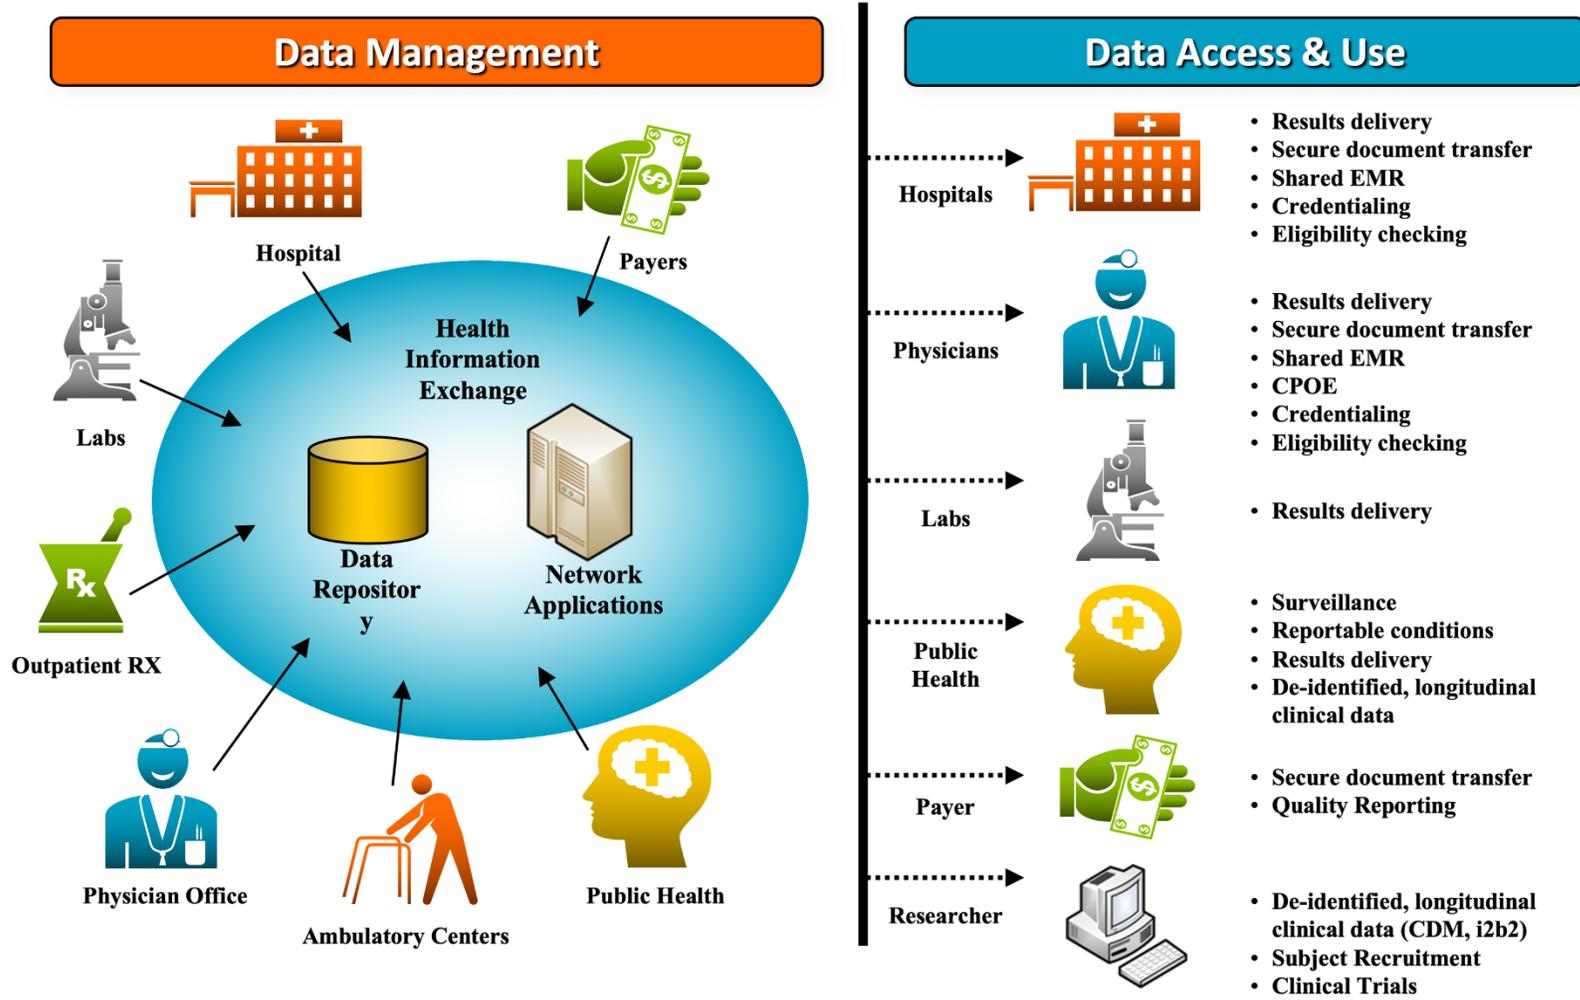 Data Management
Hospital
Payers
Labs
Health
Information
Exchange
Data
Repositor
y
Network
Applications
Rx
Outpatient RX
Physician Office
Ambulatory Centers
Public Health
Data Access & Use
Hospitals
• Results delivery
• Secure document transfer
• Shared EMR
• Credentialing
• Eligibility checking
Physicians
• Results delivery
• Secure document transfer
• Shared EMR
• CPOE
• Credentialing
• Eligibility checking
Labs
• Results delivery
Public
Health
• Surveillance
• Reportable conditions
• Results delivery
• De-identified, longitudinal
clinical data
Payer
• Secure document transfer
• Quality Reporting
Researcher
• De-identified, longitudinal
clinical data (CDM, i2b2)
• Subject Recruitment
• Clinical Trials